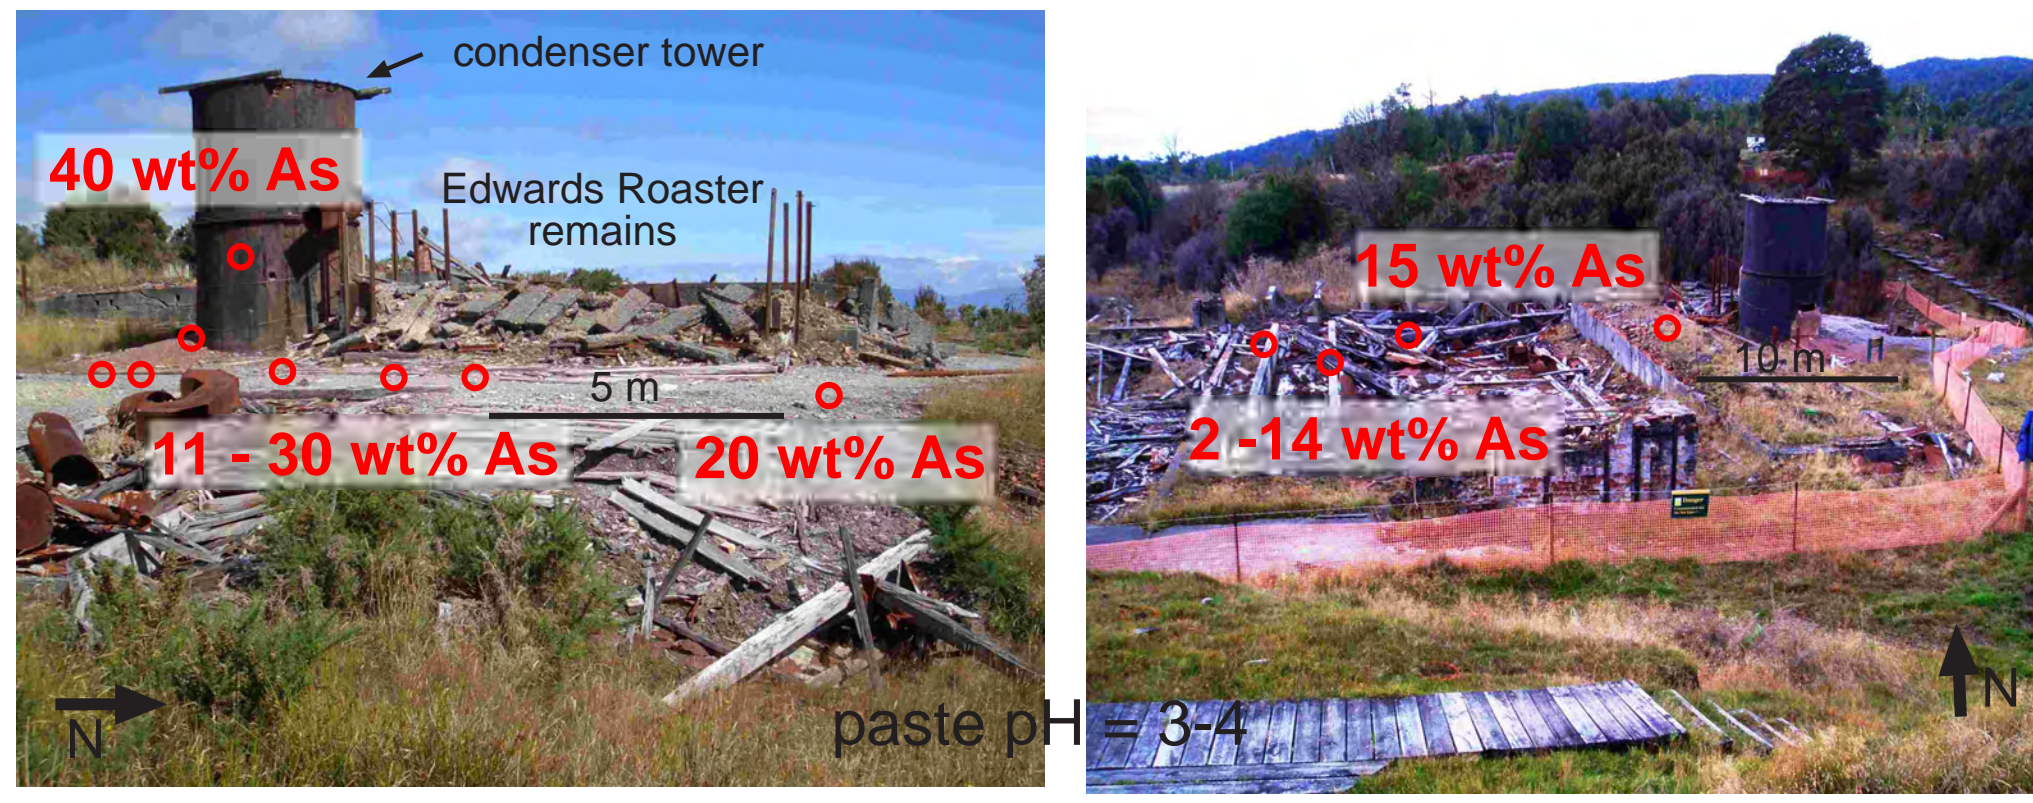 condenser tower
40 wt% As
Edwards Roaster
remains
5 m
11 - 30 wt% As
20 wt% As
N
15 wt% As
10 m
2 -14 wt% As
Danger
N
paste pH = 3-4